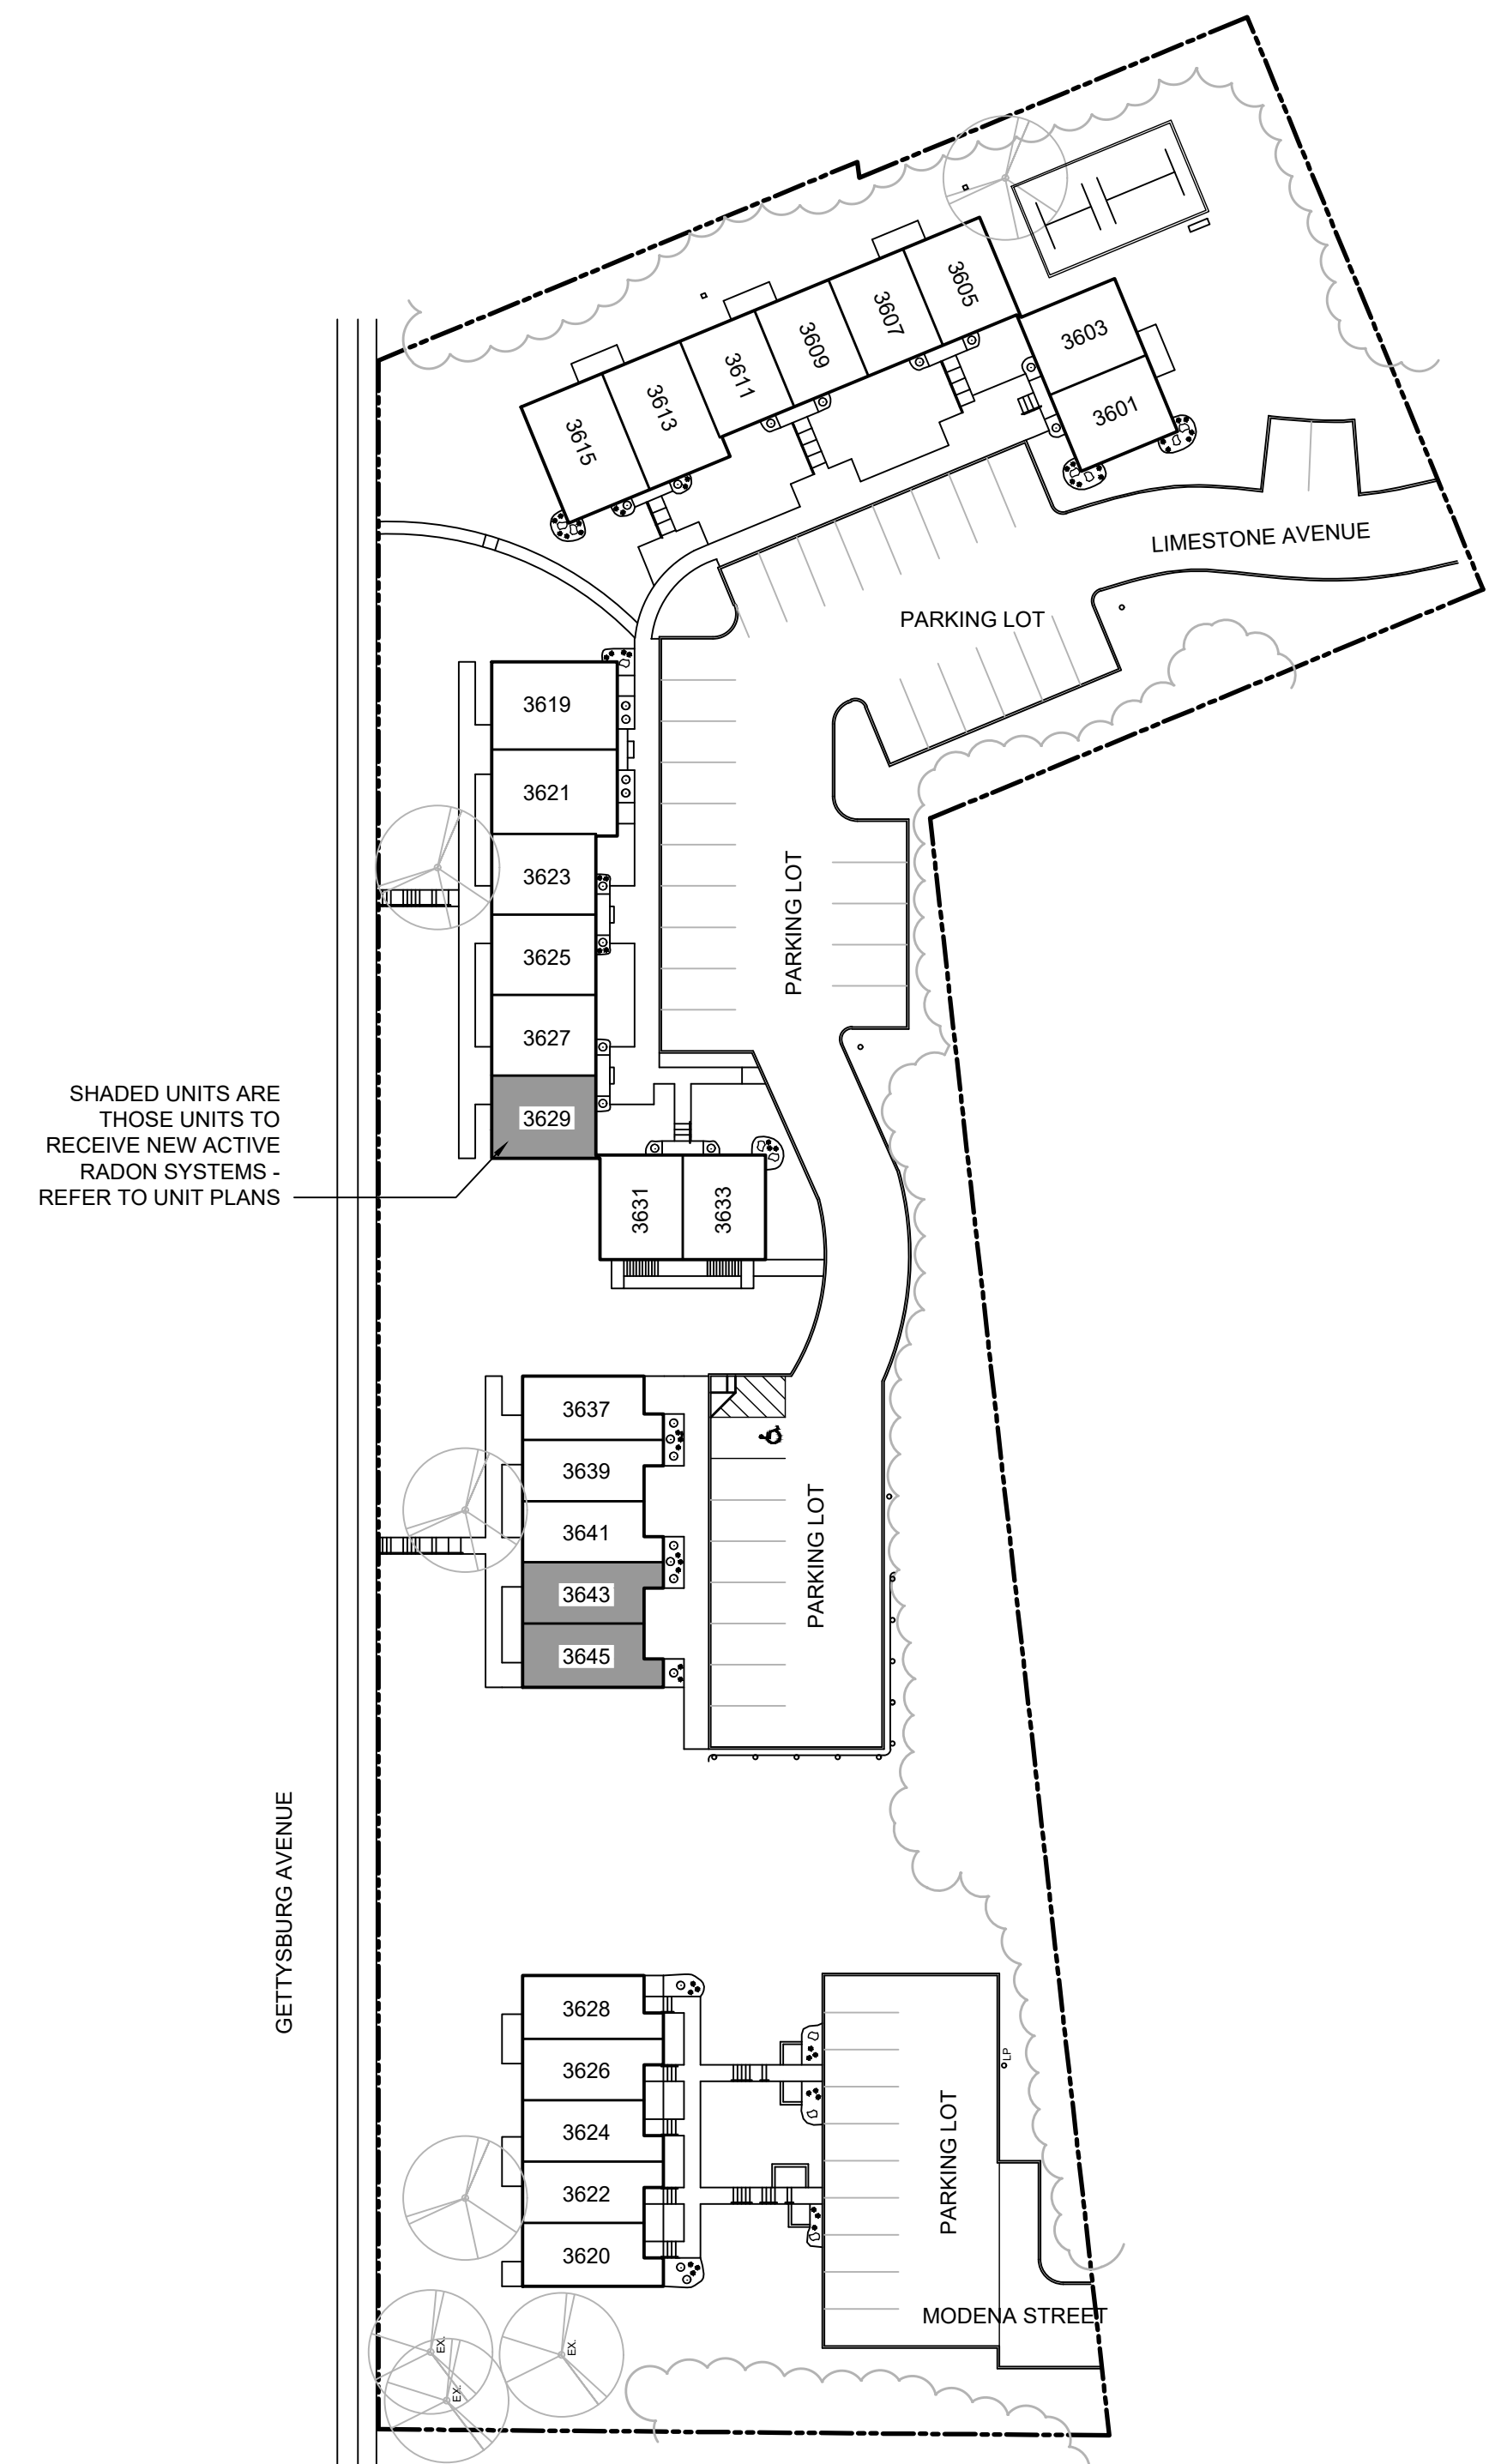 3605
3603
3607
3609
3601
3611
3613
3615
LIMESTONE AVENUE
PARKING LOT
3619
3621
3623
PARKING LOT
3625
3627
SHADED UNITS ARE
THOSE UNITS TO
RECEIVE NEW ACTIVE
RADON SYSTEMS -
REFER TO UNIT PLANS
3629
3631
3633
3637
3639
3641
PARKING LOT
3643
3645
GETTYSBURG AVENUE
3628
3626
LP
3624
PARKING LOT
3622
3620
MODENA STREET
EX.
EX.
EX.